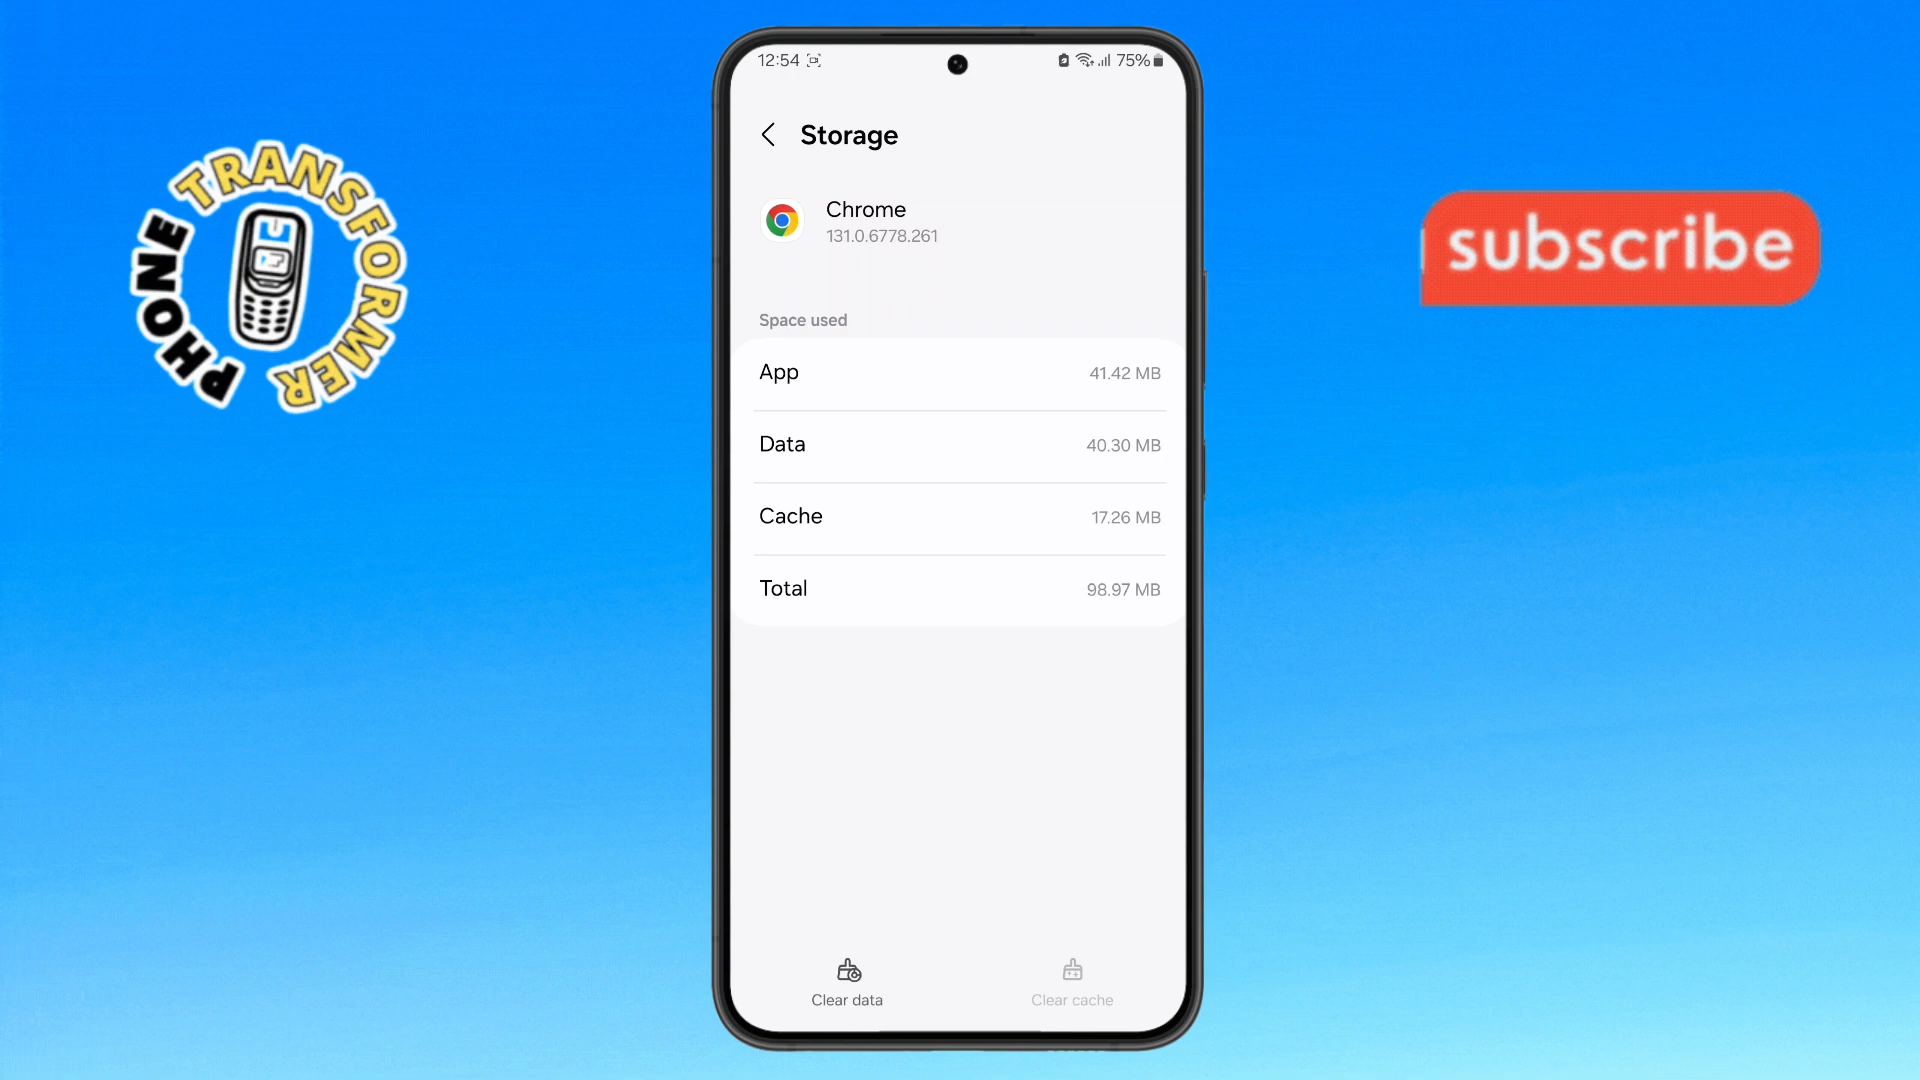 PHONE TRANSFORMER
12:54
75%
Storage
Chrome
131.0.6778.261
Space used
App 41.42 MB
Data 40.30 MB
Cache 17.26 MB
Total 98.97 MB
Clear data
Clear cache
subscribe